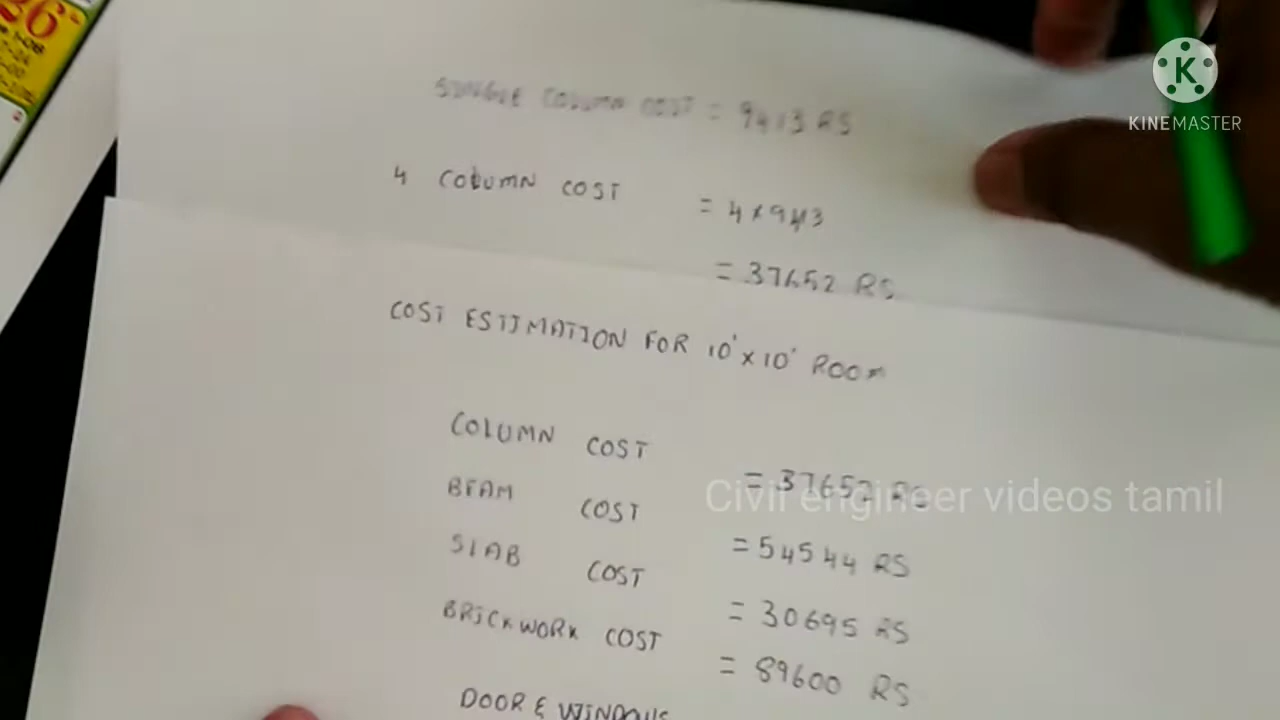 26
K
KINEMASTER
SINGLE COLUMN COST = 9413 RS
4 COLUMN COST = 4 x 9413
= 37652 RS
COST ESTIMATION FOR 10' x 10' ROOM
COLUMN COST = 37652 RS
Civil engineer videos tamil
BEAM COST = 54544 RS
SLAB COST = 30695 RS
BRICKWORK COST = 89600 RS
DOOR & WINDOWS